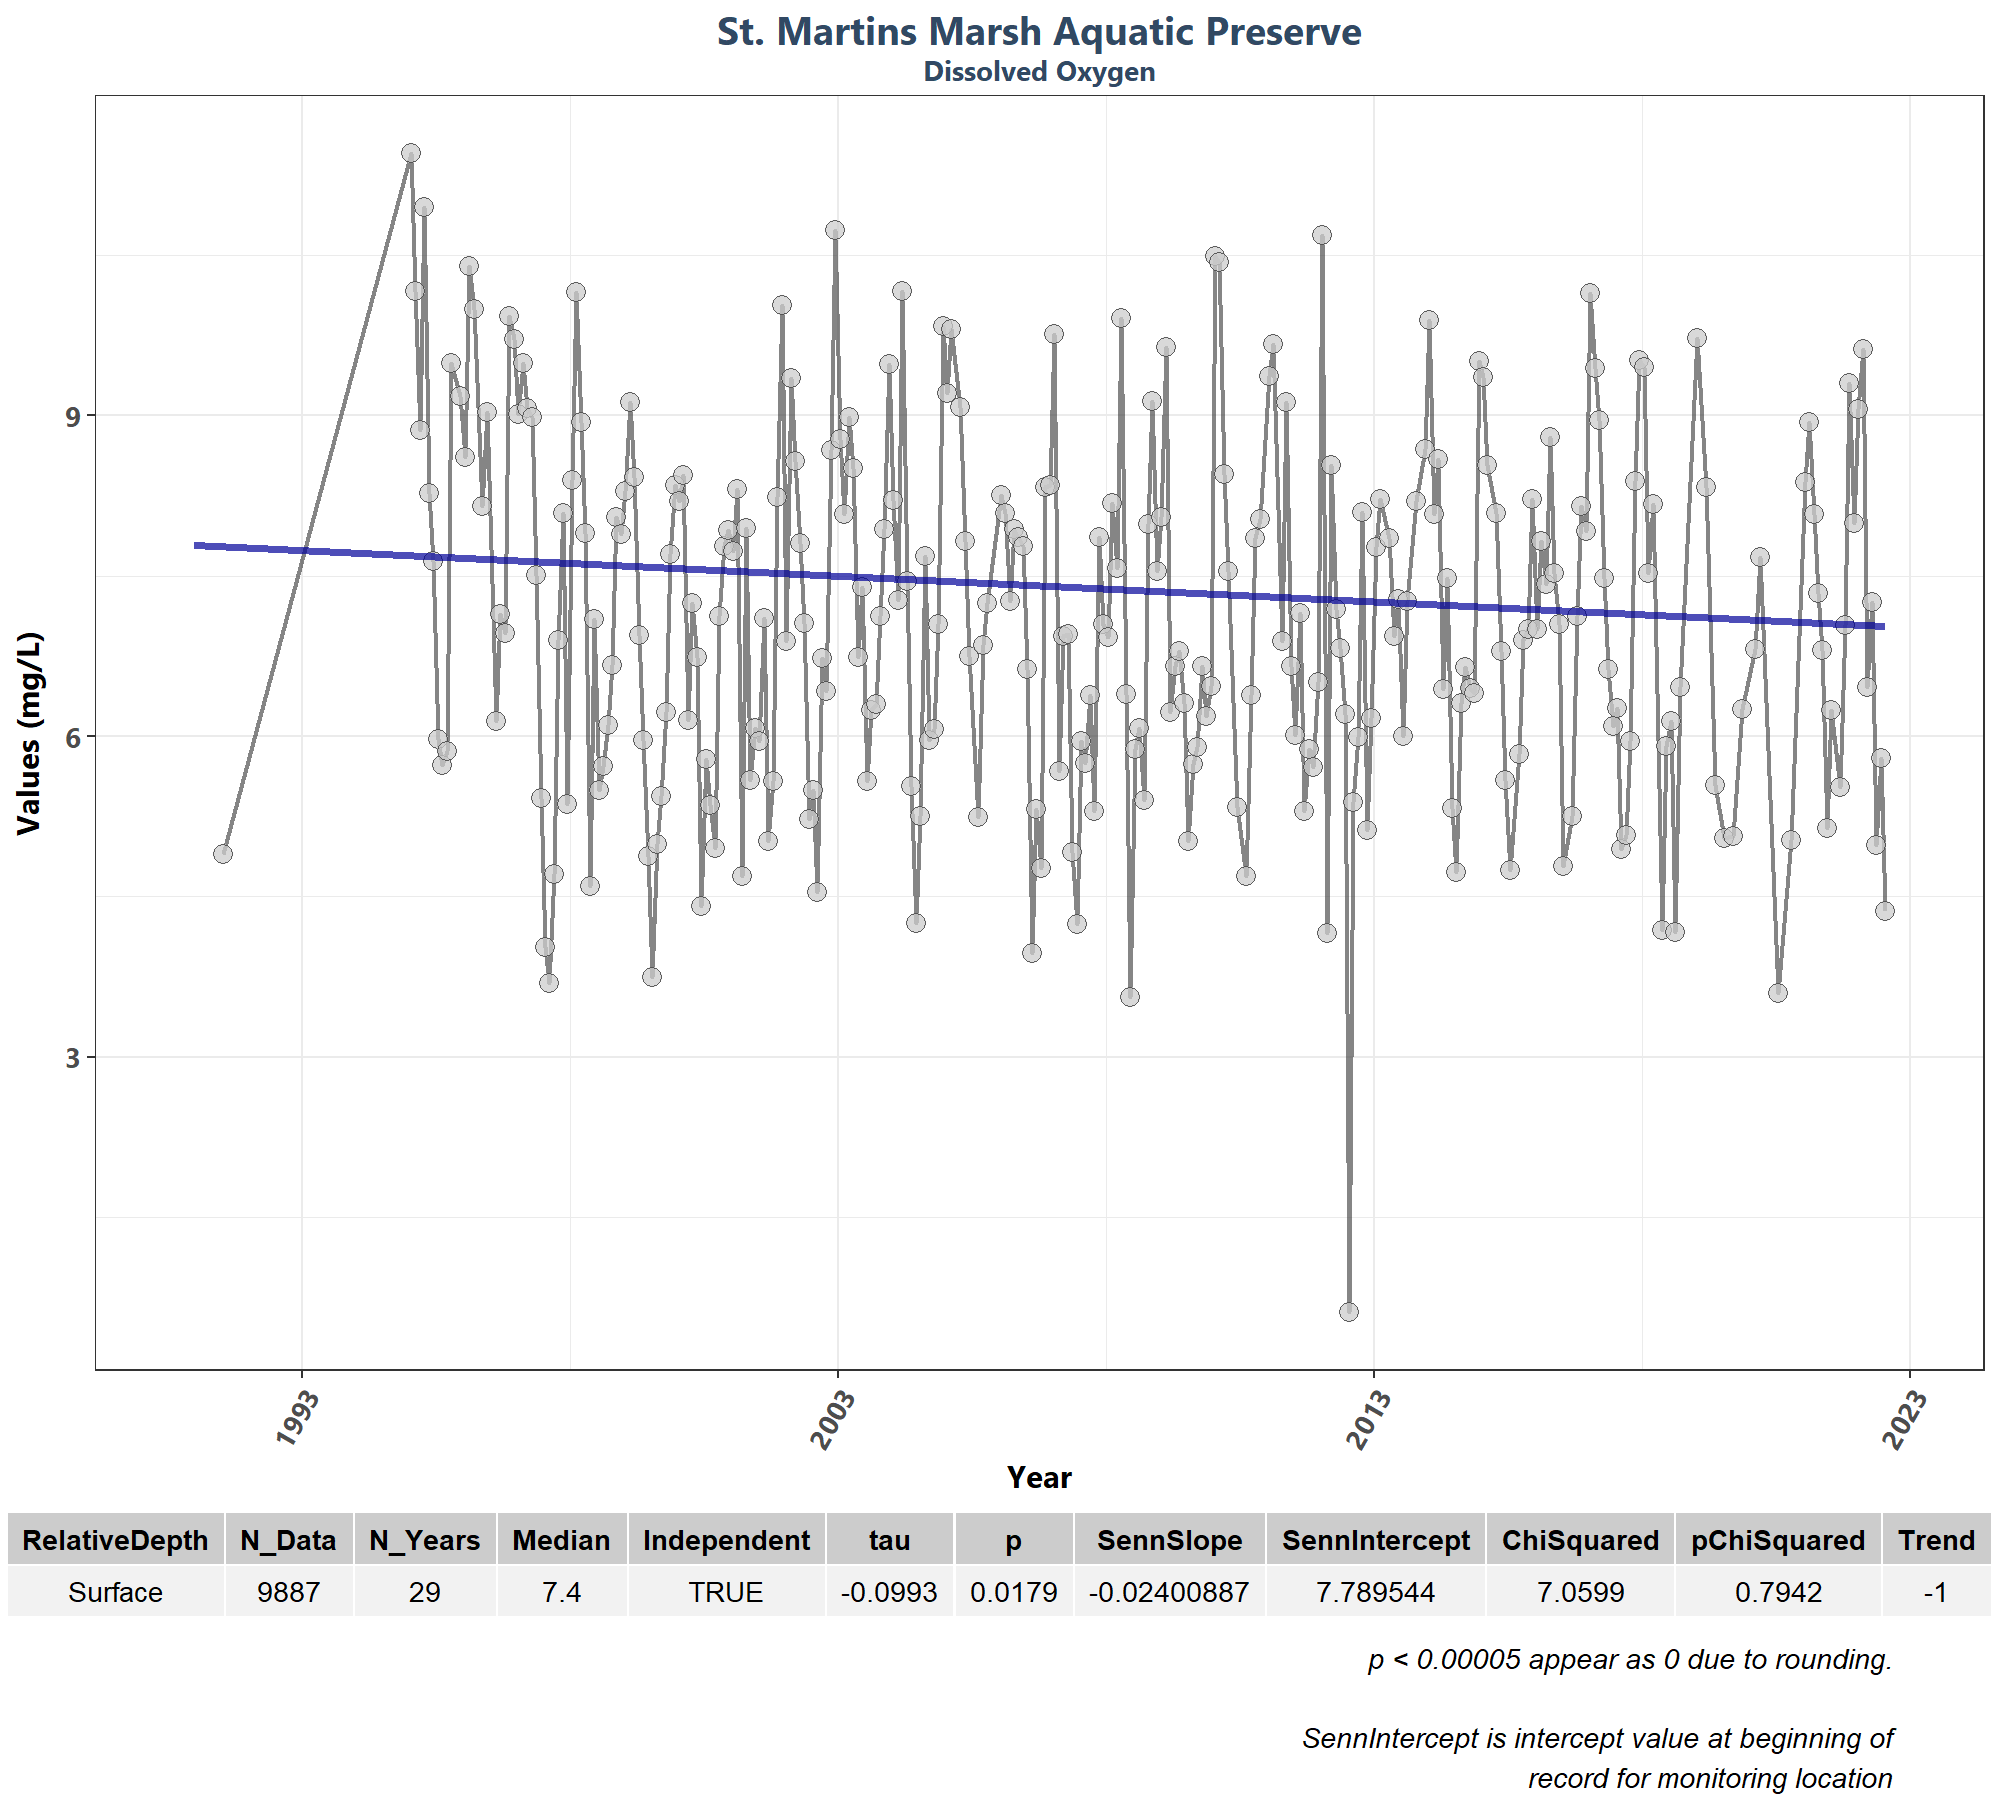 St. Martins Marsh Aquatic Preserve
Dissolved Oxygen
Values (mg/L)
9
6
3
1993
2003
2013
2023
Year
RelativeDepth N_Data N_Years Median Independent tau p SennSlope SennIntercept ChiSquared pChiSquared Trend
Surface 9887 29 7.4 TRUE -0.0993 0.0179 -0.02400887 7.789544 7.0599 0.7942 -1
p < 0.00005 appear as 0 due to rounding.
SennIntercept is intercept value at beginning of
record for monitoring location